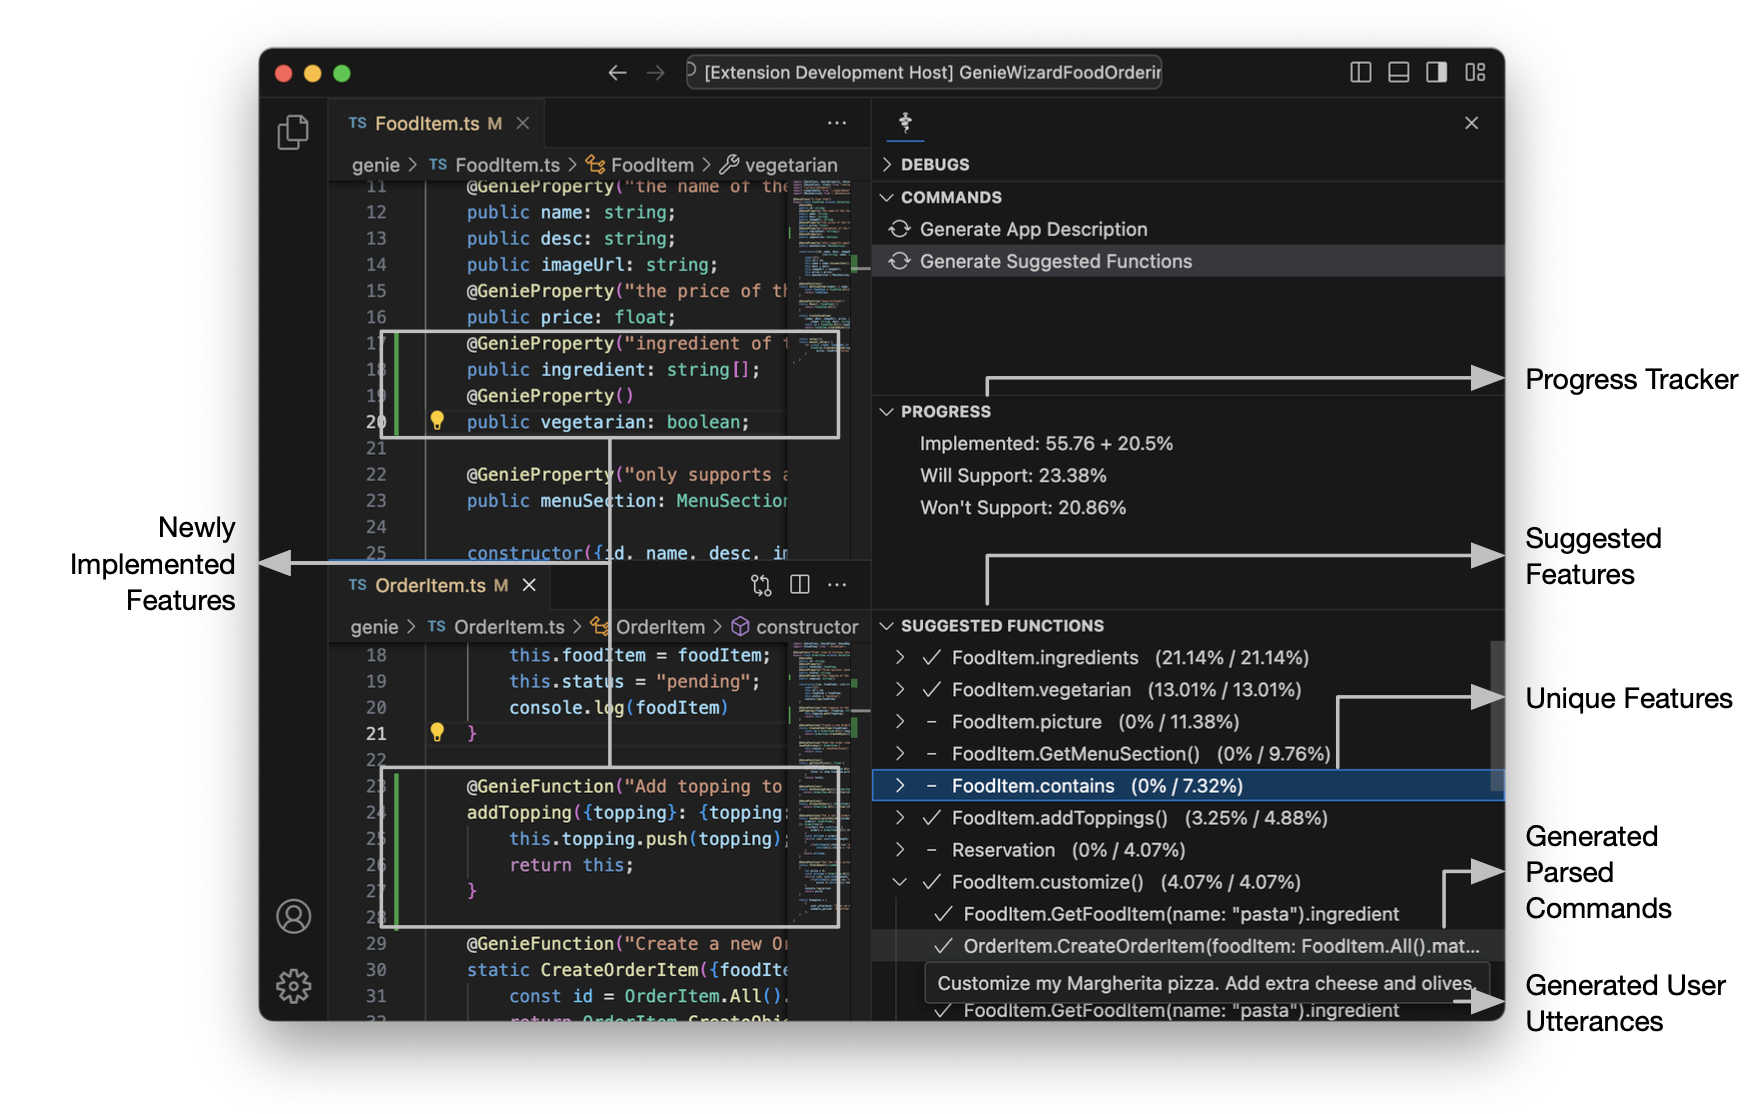 [Extension Development Host] GenieWizardFoodOrderin
TS FoodItem.ts M
genie > TS FoodItem.ts > FoodItem > vegetarian
11 @GenieProperty("the name of the
12 public name: string;
13 public desc: string;
14 public imageUrl: string;
15 @GenieProperty("the price of th
16 public price: float;
17 @GenieProperty("ingredient of t
18 public ingredient: string[];
19 @GenieProperty()
20 public vegetarian: boolean;
21
22 @GenieProperty("only supports a
23 public menuSection: MenuSection
24
25 constructor({id, name, desc, im
TS OrderItem.ts M
genie > TS OrderItem.ts > OrderItem > constructor
18 this.foodItem = foodItem;
19 this.status = "pending";
20 console.log(foodItem)
21 }
22
23 @GenieFunction("Add topping to
24 addTopping({topping}: {topping:
25 this.topping.push(topping);
26 return this;
27 }
28
29 @GenieFunction("Create a new Or
30 static CreateOrderItem({foodIte
31 const id = OrderItem.All().
32 return OrderItem.CreateObje
DEBUGS
COMMANDS
Generate App Description
Generate Suggested Functions
PROGRESS
Implemented: 55.76 + 20.5%
Will Support: 23.38%
Won't Support: 20.86%
SUGGESTED FUNCTIONS
FoodItem.ingredients (21.14% / 21.14%)
FoodItem.vegetarian (13.01% / 13.01%)
FoodItem.picture (0% / 11.38%)
FoodItem.GetMenuSection() (0% / 9.76%)
FoodItem.contains (0% / 7.32%)
FoodItem.addToppings() (3.25% / 4.88%)
Reservation (0% / 4.07%)
FoodItem.customize() (4.07% / 4.07%)
FoodItem.GetFoodItem(name: "pasta").ingredient
OrderItem.CreateOrderItem(foodItem: FoodItem.All().mat...
Customize my Margherita pizza. Add extra cheese and olives.
FoodItem.GetFoodItem(name: "pasta").ingredient
Newly
Implemented
Features
Progress Tracker
Suggested
Features
Unique Features
Generated
Parsed
Commands
Generated User
Utterances